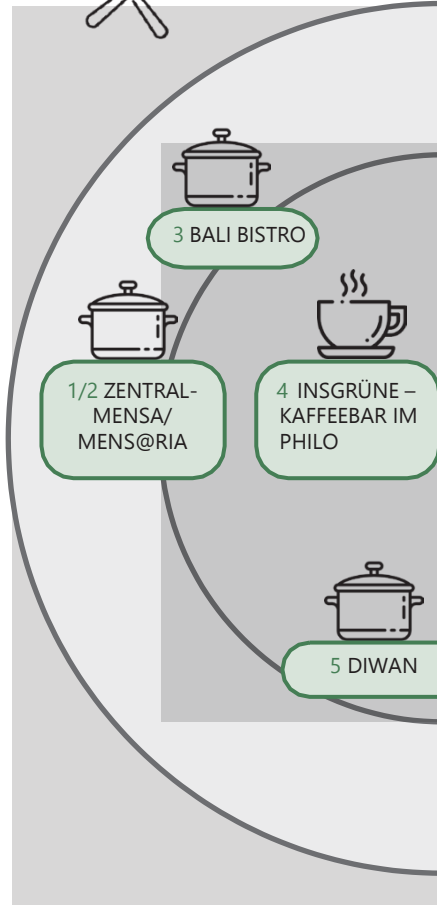 3 BALI BISTRO
1/2 ZENTRAL-
MENSA/
MENS@RIA
4 INSGRÜNE –
KAFFEEBAR IM
PHILO
5 DIWAN